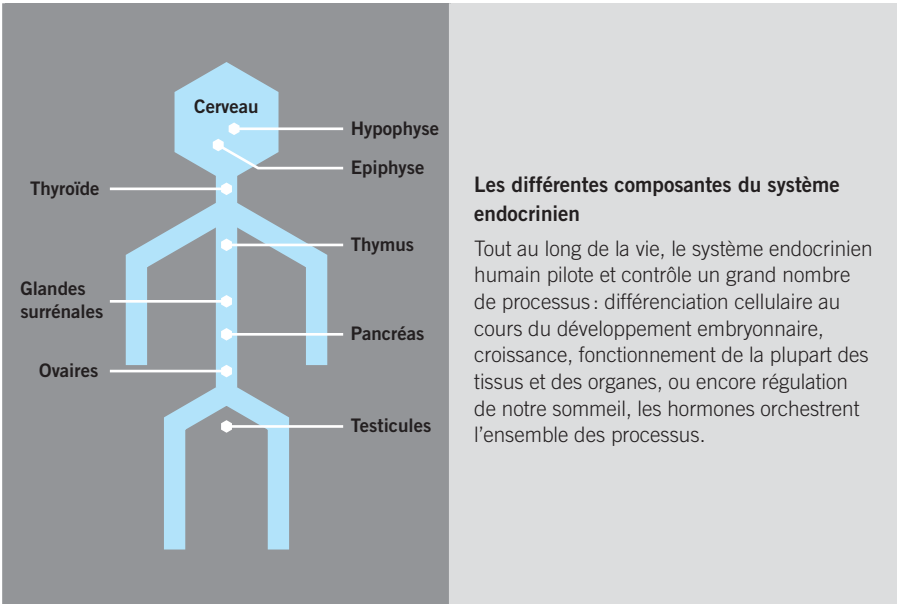 Cerveau
Hypophyse
Epiphyse
Thyroïde
Thymus
Glandes
surrénales
Pancréas
Ovaires
Testicules
Les différentes composantes du système
endocrinien
Tout au long de la vie, le système endocrinien
humain pilote et contrôle un grand nombre
de processus : différenciation cellulaire au
cours du développement embryonnaire,
croissance, fonctionnement de la plupart des
tissus et des organes, ou encore régulation
de notre sommeil, les hormones orchestrent
l’ensemble des processus.